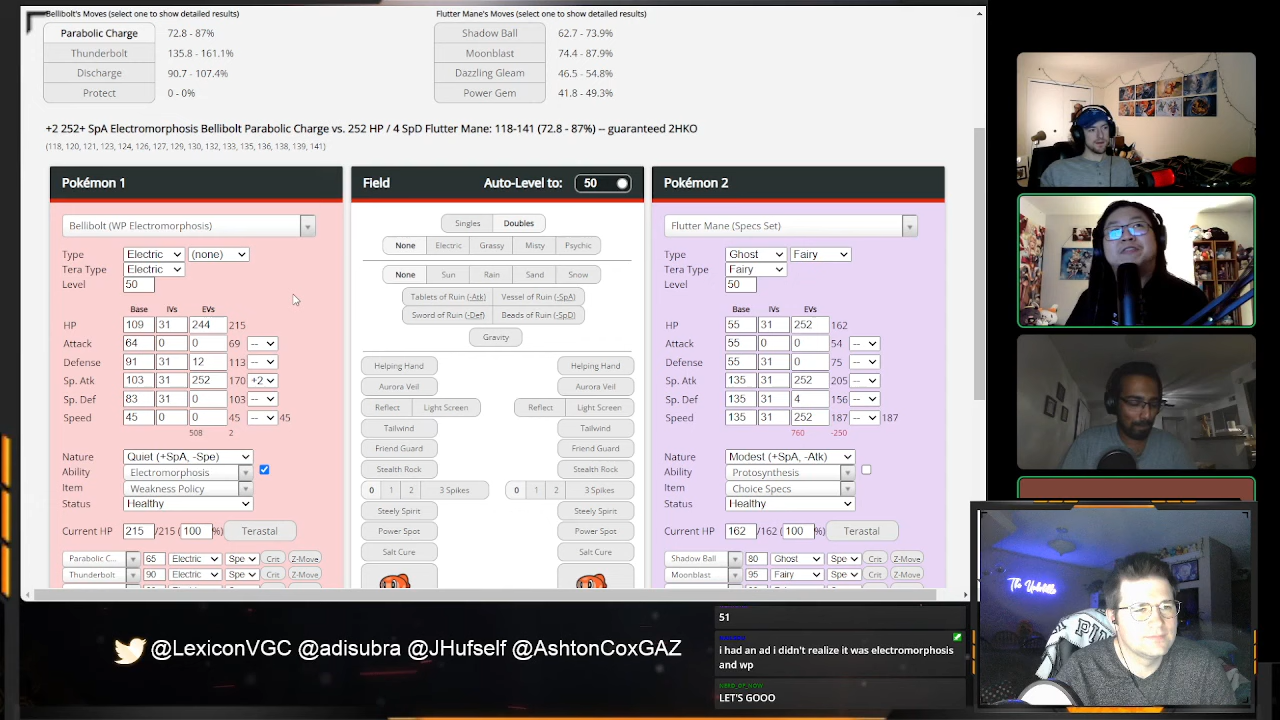 Bellibolt's Moves (select one to show detailed results)
Parabolic Charge 72.8 - 87%
Thunderbolt 135.8 - 161.1%
Discharge 90.7 - 107.4%
Protect 0 - 0%
Flutter Mane's Moves (select one to show detailed results)
Shadow Ball 62.7 - 73.9%
Moonblast 74.4 - 87.9%
Dazzling Gleam 46.5 - 54.8%
Power Gem 41.8 - 49.3%
+2 252+ SpA Electromorphosis Bellibolt Parabolic Charge vs. 252 HP / 4 SpD Flutter Mane: 118-141 (72.8 - 87%) -- guaranteed 2HKO
(118, 120, 121, 123, 124, 126, 127, 129, 130, 132, 133, 135, 136, 138, 139, 141)
Pokémon 1
Bellibolt (WP Electromorphosis)
Type Electric (none)
Tera Type Electric
Level 50
Base IVs EVs
HP 109 31 244 215
Attack 64 0 0 69 --
Defense 91 31 12 113 --
Sp. Atk 103 31 252 170 +2
Sp. Def 83 31 0 103 --
Speed 45 0 0 45 -- 45
508 2
Nature Quiet (+SpA, -Spe)
Ability Electromorphosis
Item Weakness Policy
Status Healthy
Current HP 215 /215 (100 %) Terastal
Parabolic C... 65 Electric Spe Crit Z-Move
Thunderbolt 90 Electric Spe Crit Z-Move
Field Auto-Level to: 50
Singles Doubles
None Electric Grassy Misty Psychic
None Sun Rain Sand Snow
Tablets of Ruin (-Atk) Vessel of Ruin (-SpA)
Sword of Ruin (-Def) Beads of Ruin (-SpD)
Gravity
Helping Hand Helping Hand
Aurora Veil Aurora Veil
Reflect Light Screen Reflect Light Screen
Tailwind Tailwind
Friend Guard Friend Guard
Stealth Rock Stealth Rock
0 1 2 3 Spikes 0 1 2 3 Spikes
Steely Spirit Steely Spirit
Power Spot Power Spot
Salt Cure Salt Cure
Pokémon 2
Flutter Mane (Specs Set)
Type Ghost Fairy
Tera Type Fairy
Level 50
Base IVs EVs
HP 55 31 252 162
Attack 55 0 0 54 --
Defense 55 31 0 75 --
Sp. Atk 135 31 252 205 --
Sp. Def 135 31 4 156 --
Speed 135 31 252 187 -- 187
760 -250
Nature Modest (+SpA, -Atk)
Ability Protosynthesis
Item Choice Specs
Status Healthy
Current HP 162 /162 (100 %) Terastal
Shadow Ball 80 Ghost Spe Crit Z-Move
Moonblast 95 Fairy Spe Crit Z-Move
@LexiconVGC @adisubra @JHufself @AshtonCoxGAZ
51
i had an ad i didn't realize it was electromorphosis
and wp
NERD_OF_NOW
LET'S GOOO